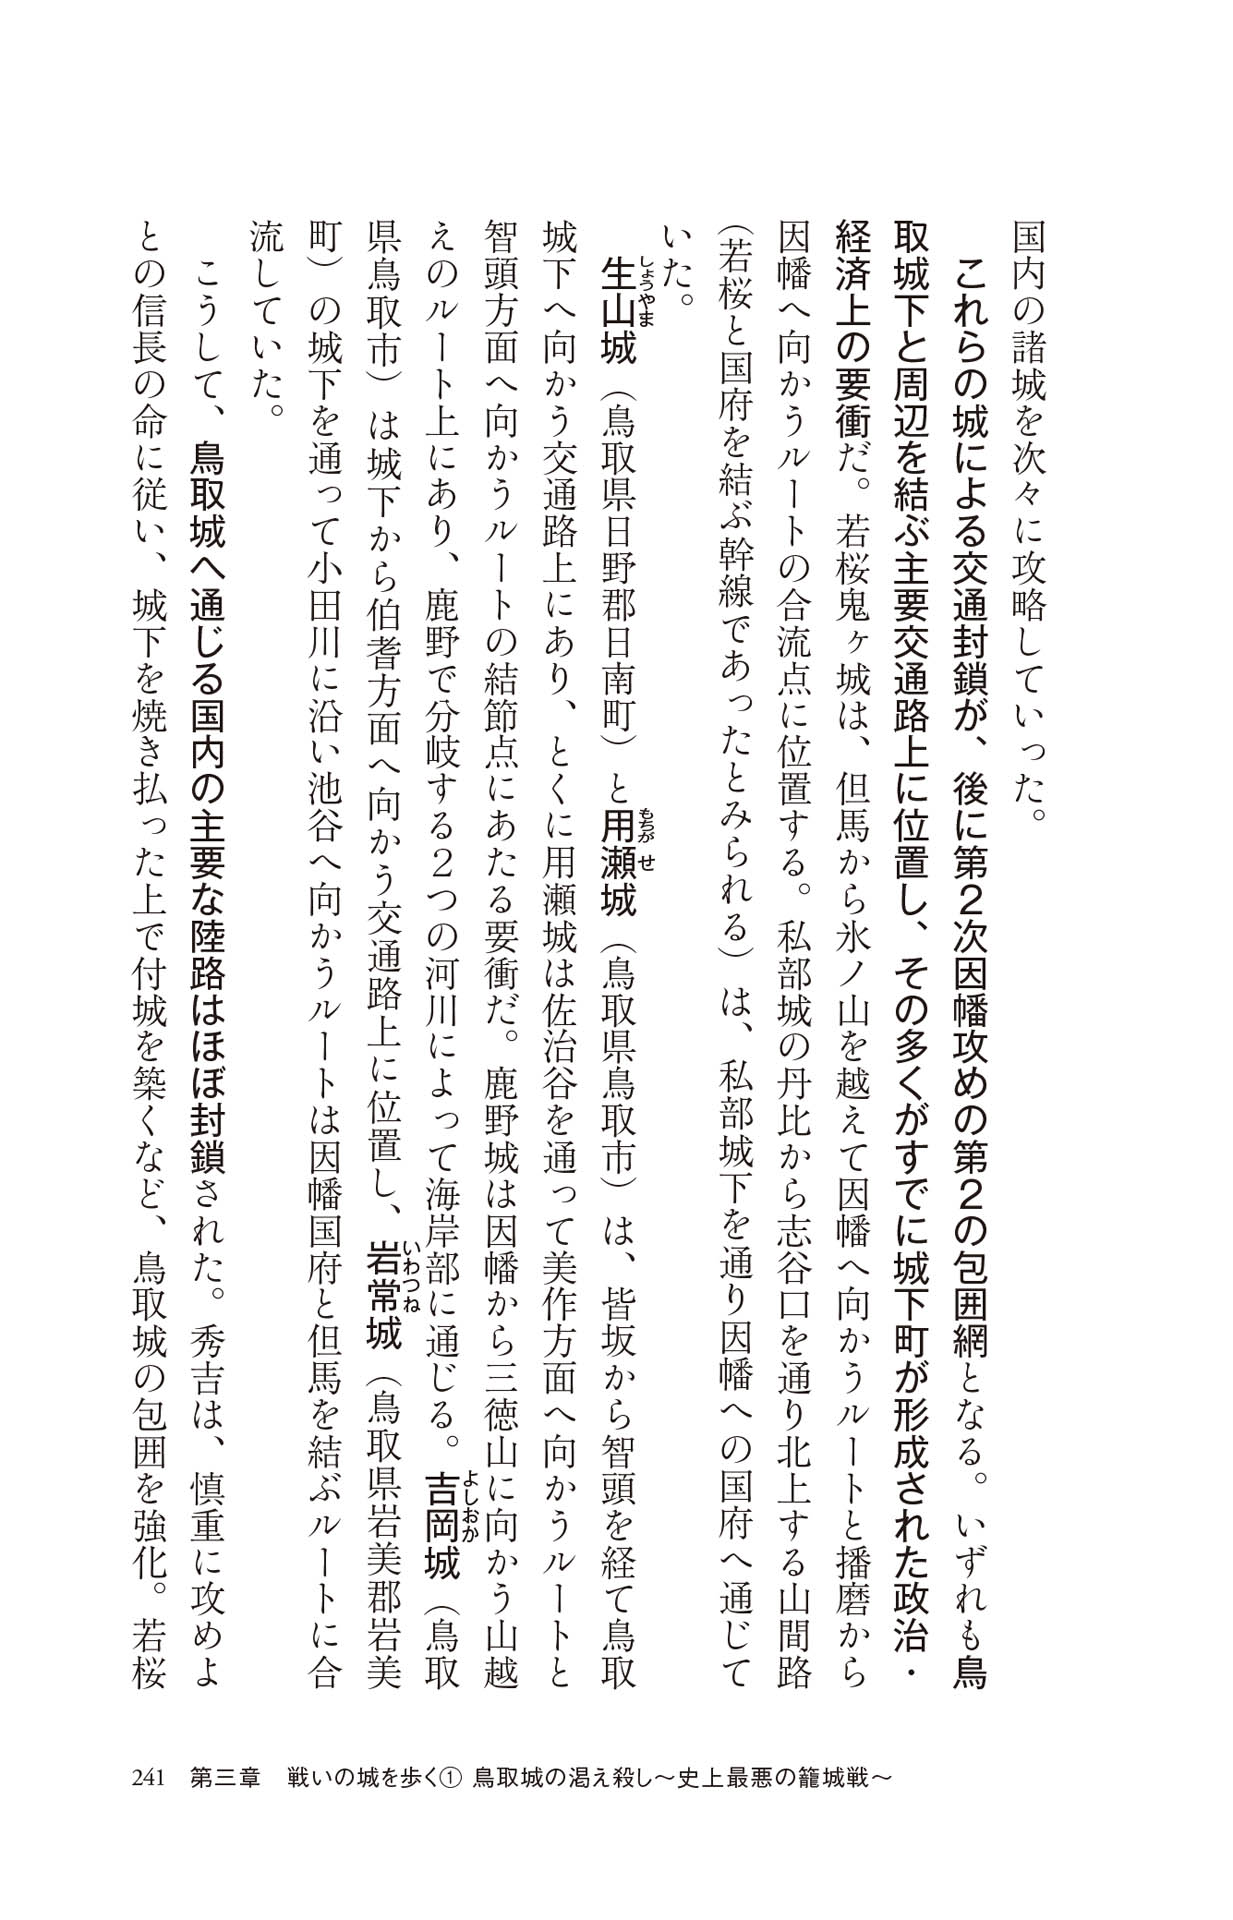 国内の諸城を次々に攻略していった。
これらの城による交通封鎖が、後に第２次因幡攻めの第２の包囲網となる。いずれも鳥
取城下と周辺を結ぶ主要交通路上に位置し、その多くがすでに城下町が形成された政治・
経済上の要衝だ。若桜鬼ヶ城は、但馬から氷ノ山を越えて因幡へ向かうルートと播磨から
因幡へ向かうルートの合流点に位置する。私部城の丹比から志谷口を通り北上する山間路
（若桜と国府を結ぶ幹線であったとみられる）は、私部城下を通り因幡への国府へ通じて
いた。
生山城（鳥取県日野郡日南町）と用瀬城（鳥取県鳥取市）は、皆坂から智頭を経て鳥取
しょうやま
もちがせ
城下へ向かう交通路上にあり、とくに用瀬城は佐治谷を通って美作方面へ向かうルートと
智頭方面へ向かうルートの結節点にあたる要衝だ。鹿野城は因幡から三徳山に向かう山越
えのルート上にあり、鹿野で分岐する２つの河川によって海岸部に通じる。吉岡城（鳥取
よしおか
県鳥取市）は城下から伯耆方面へ向かう交通路上に位置し、岩常城（鳥取県岩美郡岩美
いわつね
町）の城下を通って小田川に沿い池谷へ向かうルートは因幡国府と但馬を結ぶルートに合
流していた。
こうして、鳥取城へ通じる国内の主要な陸路はほぼ封鎖された。秀吉は、慎重に攻めよ
との信長の命に従い、城下を焼き払った上で付城を築くなど、鳥取城の包囲を強化。若桜
241 第三章 戦いの城を歩く① 鳥取城の渇え殺し〜史上最悪の籠城戦〜